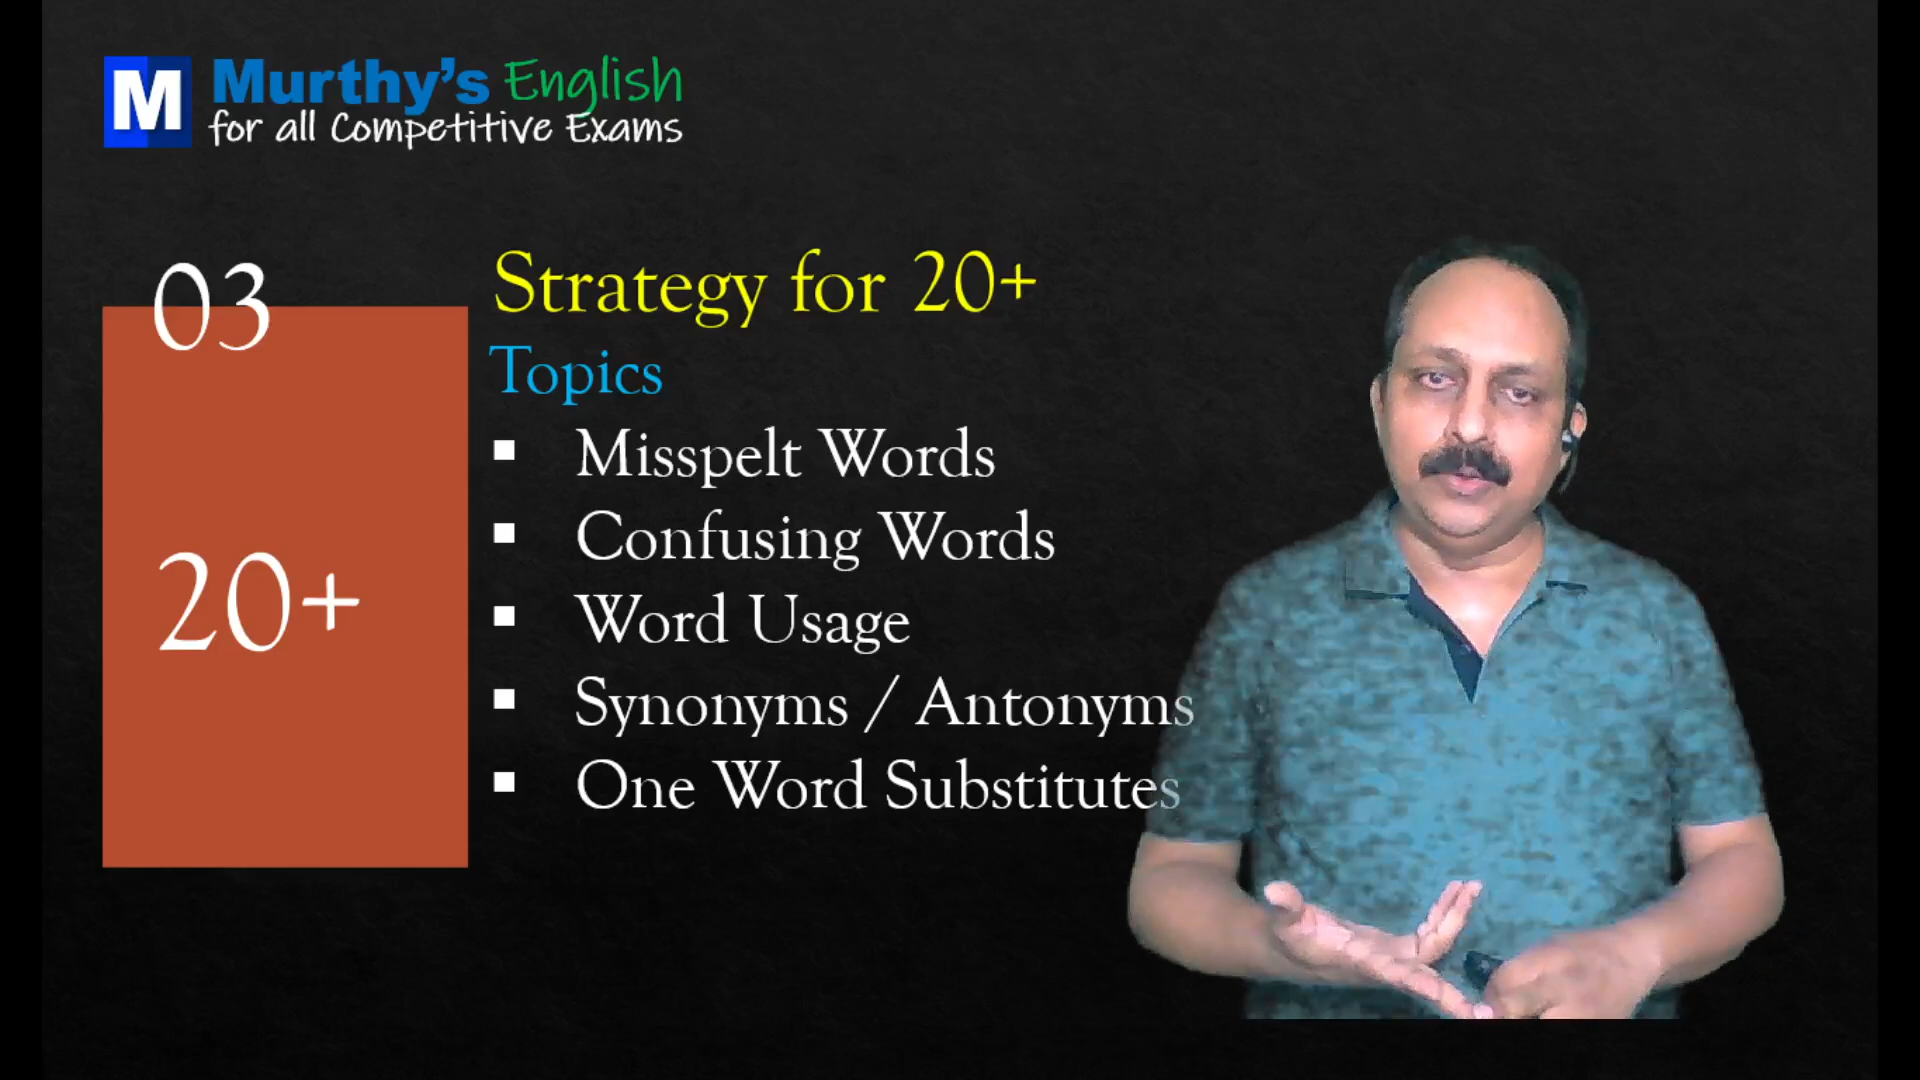 M Murthy's English
for all Competitive Exams
03
20+
Strategy for 20+
Topics
▪ Misspelt Words
▪ Confusing Words
▪ Word Usage
▪ Synonyms / Antonyms
▪ One Word Substitutes